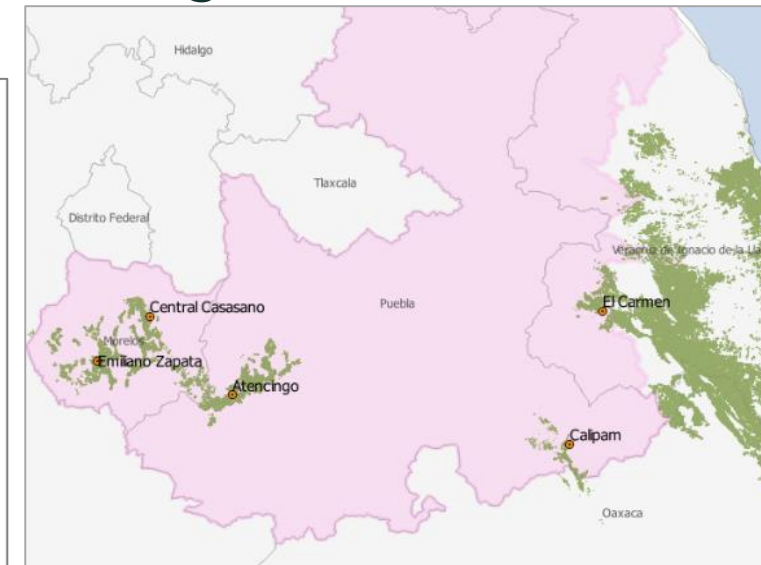 Hidalgo
Tlaxcala
Distrito Federal
Veracruz de Ignacio de la Lla
Central Casasano
Puebla
El Carmen
Morelos
Emiliano Zapata
Atencingo
Calipam
Oaxaca